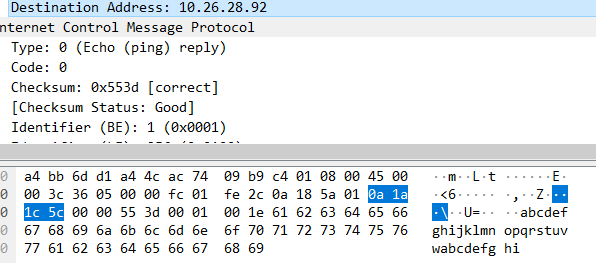 Destination Address: 10.26.28.92
nternet Control Message Protocol
Type: 0 (Echo (ping) reply)
Code: 0
Checksum: 0x553d [correct]
[Checksum Status: Good]
Identifier (BE): 1 (0x0001)
0 a4 bb 6d d1 a4 4c ac 74 09 b9 c4 01 08 00 45 00 ··m··L·t ······E·
0 00 3c 36 05 00 00 fc 01 fe 2c 0a 18 5a 01 0a 1a ·<6····· ·,··Z···
0 1c 5c 00 00 55 3d 00 01 00 1e 61 62 63 64 65 66 ·\··U=·· ··abcdef
0 67 68 69 6a 6b 6c 6d 6e 6f 70 71 72 73 74 75 76 ghijklmn opqrstuv
0 77 61 62 63 64 65 66 67 68 69 wabcdefg hi